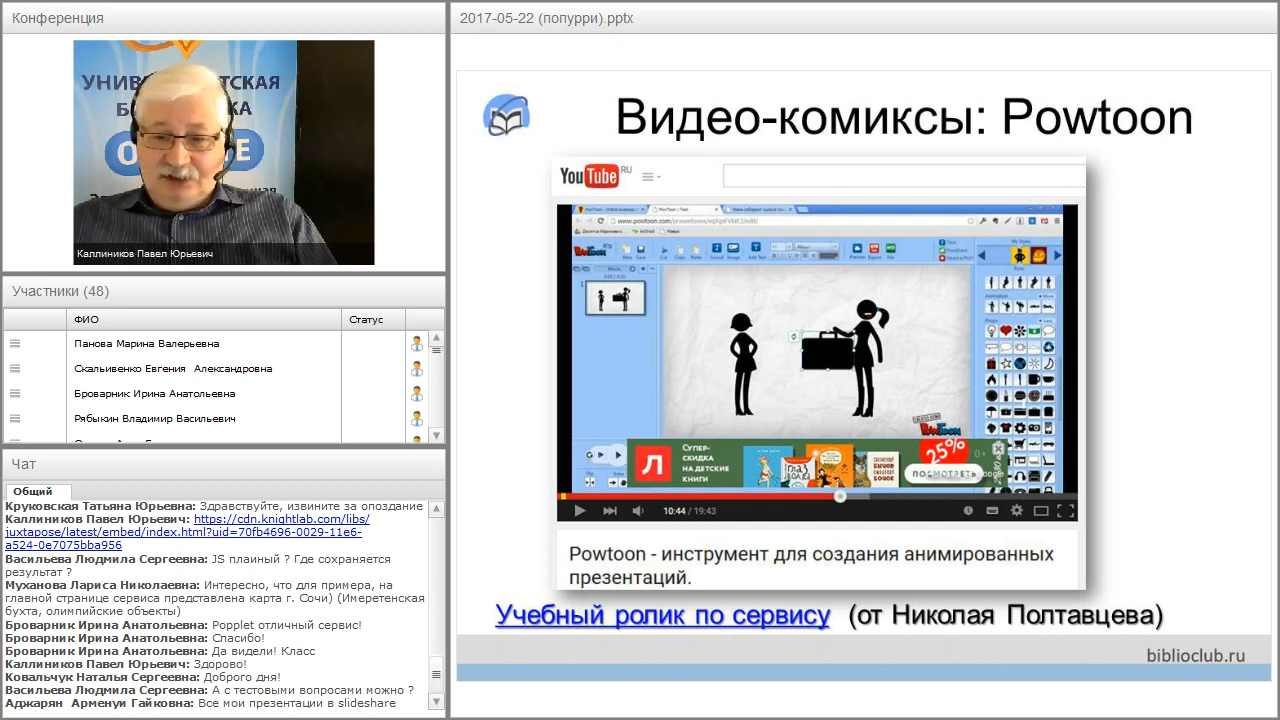 Конференция
УНИВ РСИТЕТСКАЯ
Каллиников Павел Юрьевич
Участники (48)
ФИО
Статус
Панова Марина Валерьевна
Скальивенко Евгения Александровна
Броварник Ирина Анатольевна
Рябыкин Владимир Васильевич
Чат
Общий
Круковская Татьяна Юрьевна: Здравствуйте, извините за опоздание
Каллиников Павел Юрьевич: https://cdn.knightlab.com/libs/
juxtapose/latest/embed/index.html?uid=70fb4696-0029-11e6-
a524-0e7075bba956
Васильева Людмила Сергеевна: JS плаиный ? Где сохраняется
результат ?
Муханова Лариса Николаевна: Интересно, что для примера, на
главной странице сервиса представлена карта г. Сочи) (Имеретенская
бухта, олимпийские объекты)
Броварник Ирина Анатольевна: Popplet отличный сервис!
Броварник Ирина Анатольевна: Спасибо!
Броварник Ирина Анатольевна: Да видели! Класс
Каллиников Павел Юрьевич: Здорово!
Ковальчук Наталья Сергеевна: Доброго дня!
Васильева Людмила Сергеевна: А с тестовыми вопросами можно ?
Аджарян Арменуи Гайковна: Все мои презентации в slideshare
2017-05-22 (попурри).pptx
Видео-комиксы: Powtoon
YouTube RU
POWTOON
Л
Супер-
скидка
на детские
книги
25%
ПОСМОТРЕТЬ
10:44 / 19:43
Powtoon - инструмент для создания анимированных
презентаций.
Учебный ролик по сервису (от Николая Полтавцева)
biblioclub.ru